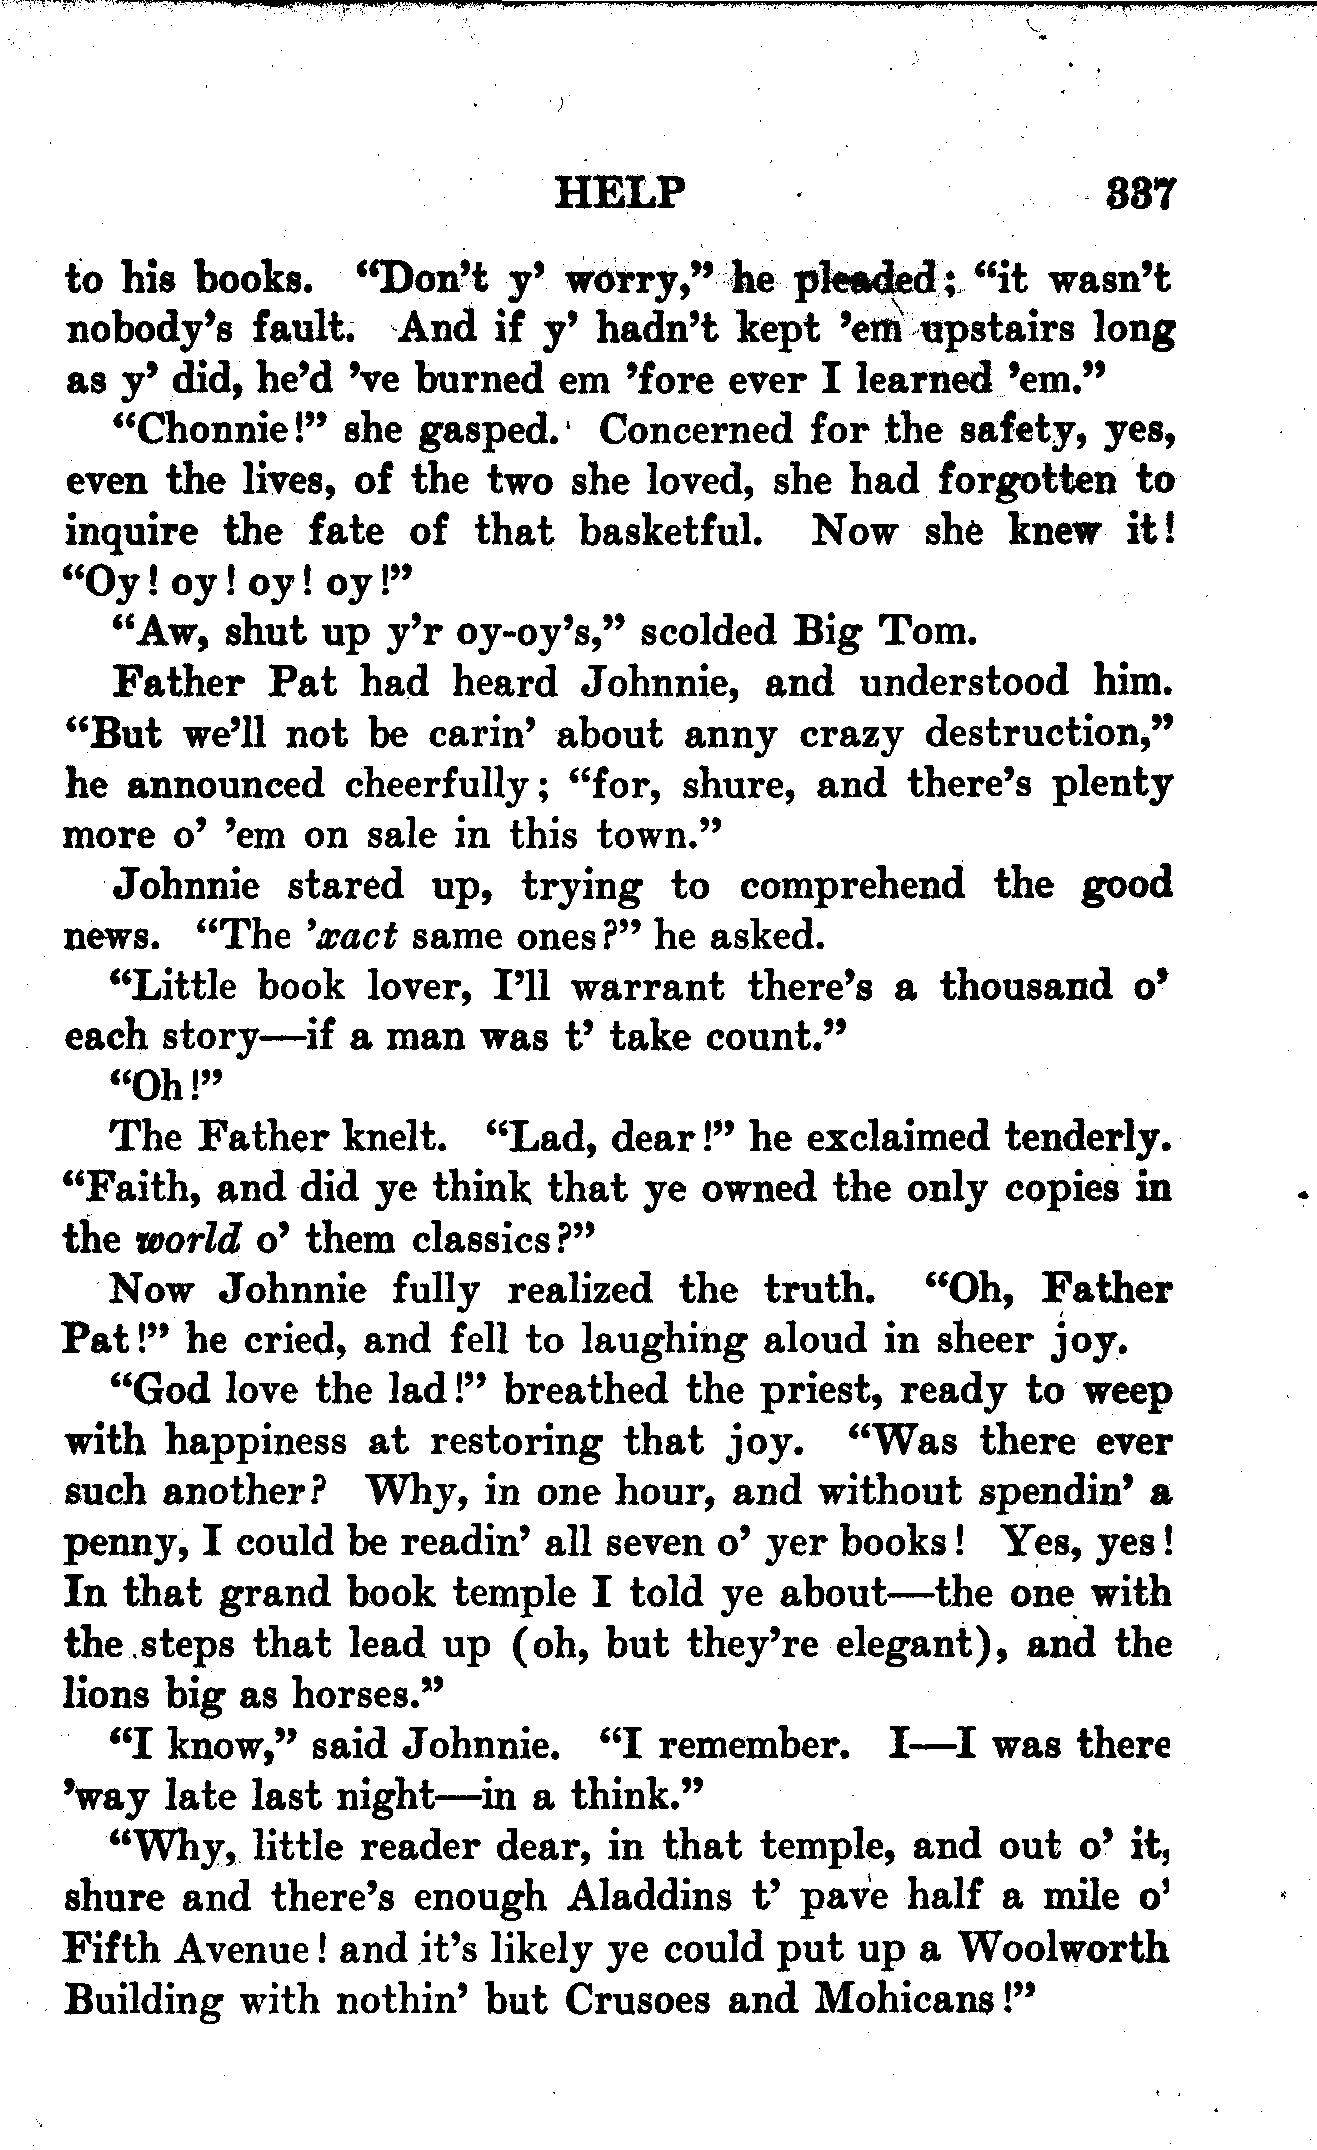 HELP 337
to his books. “Don’t y’ worry,” he pleaded; “it wasn’t
nobody’s fault. And if y’ hadn’t kept ’em upstairs long
as y’ did, he’d ’ve burned em ’fore ever I learned ’em.”
“Chonnie!” she gasped. Concerned for the safety, yes,
even the lives, of the two she loved, she had forgotten to
inquire the fate of that basketful. Now she knew it!
“Oy! oy! oy! oy!”
“Aw, shut up y’r oy-oy’s,” scolded Big Tom.
Father Pat had heard Johnnie, and understood him.
“But we’ll not be carin’ about anny crazy destruction,”
he announced cheerfully; “for, shure, and there’s plenty
more o’ ’em on sale in this town.”
Johnnie stared up, trying to comprehend the good
news. “The ’xact same ones?” he asked.
“Little book lover, I’ll warrant there’s a thousand o’
each story—if a man was t’ take count.”
“Oh!”
The Father knelt. “Lad, dear!” he exclaimed tenderly.
“Faith, and did ye think that ye owned the only copies in
the world o’ them classics?”
Now Johnnie fully realized the truth. “Oh, Father
Pat!” he cried, and fell to laughing aloud in sheer joy.
“God love the lad!” breathed the priest, ready to weep
with happiness at restoring that joy. “Was there ever
such another? Why, in one hour, and without spendin’ a
penny, I could be readin’ all seven o’ yer books! Yes, yes!
In that grand book temple I told ye about—the one with
the steps that lead up (oh, but they’re elegant), and the
lions big as horses.”
“I know,” said Johnnie. “I remember. I—I was there
’way late last night—in a think.”
“Why, little reader dear, in that temple, and out o’ it,
shure and there’s enough Aladdins t’ pave half a mile o’
Fifth Avenue! and it’s likely ye could put up a Woolworth
Building with nothin’ but Crusoes and Mohicans!”